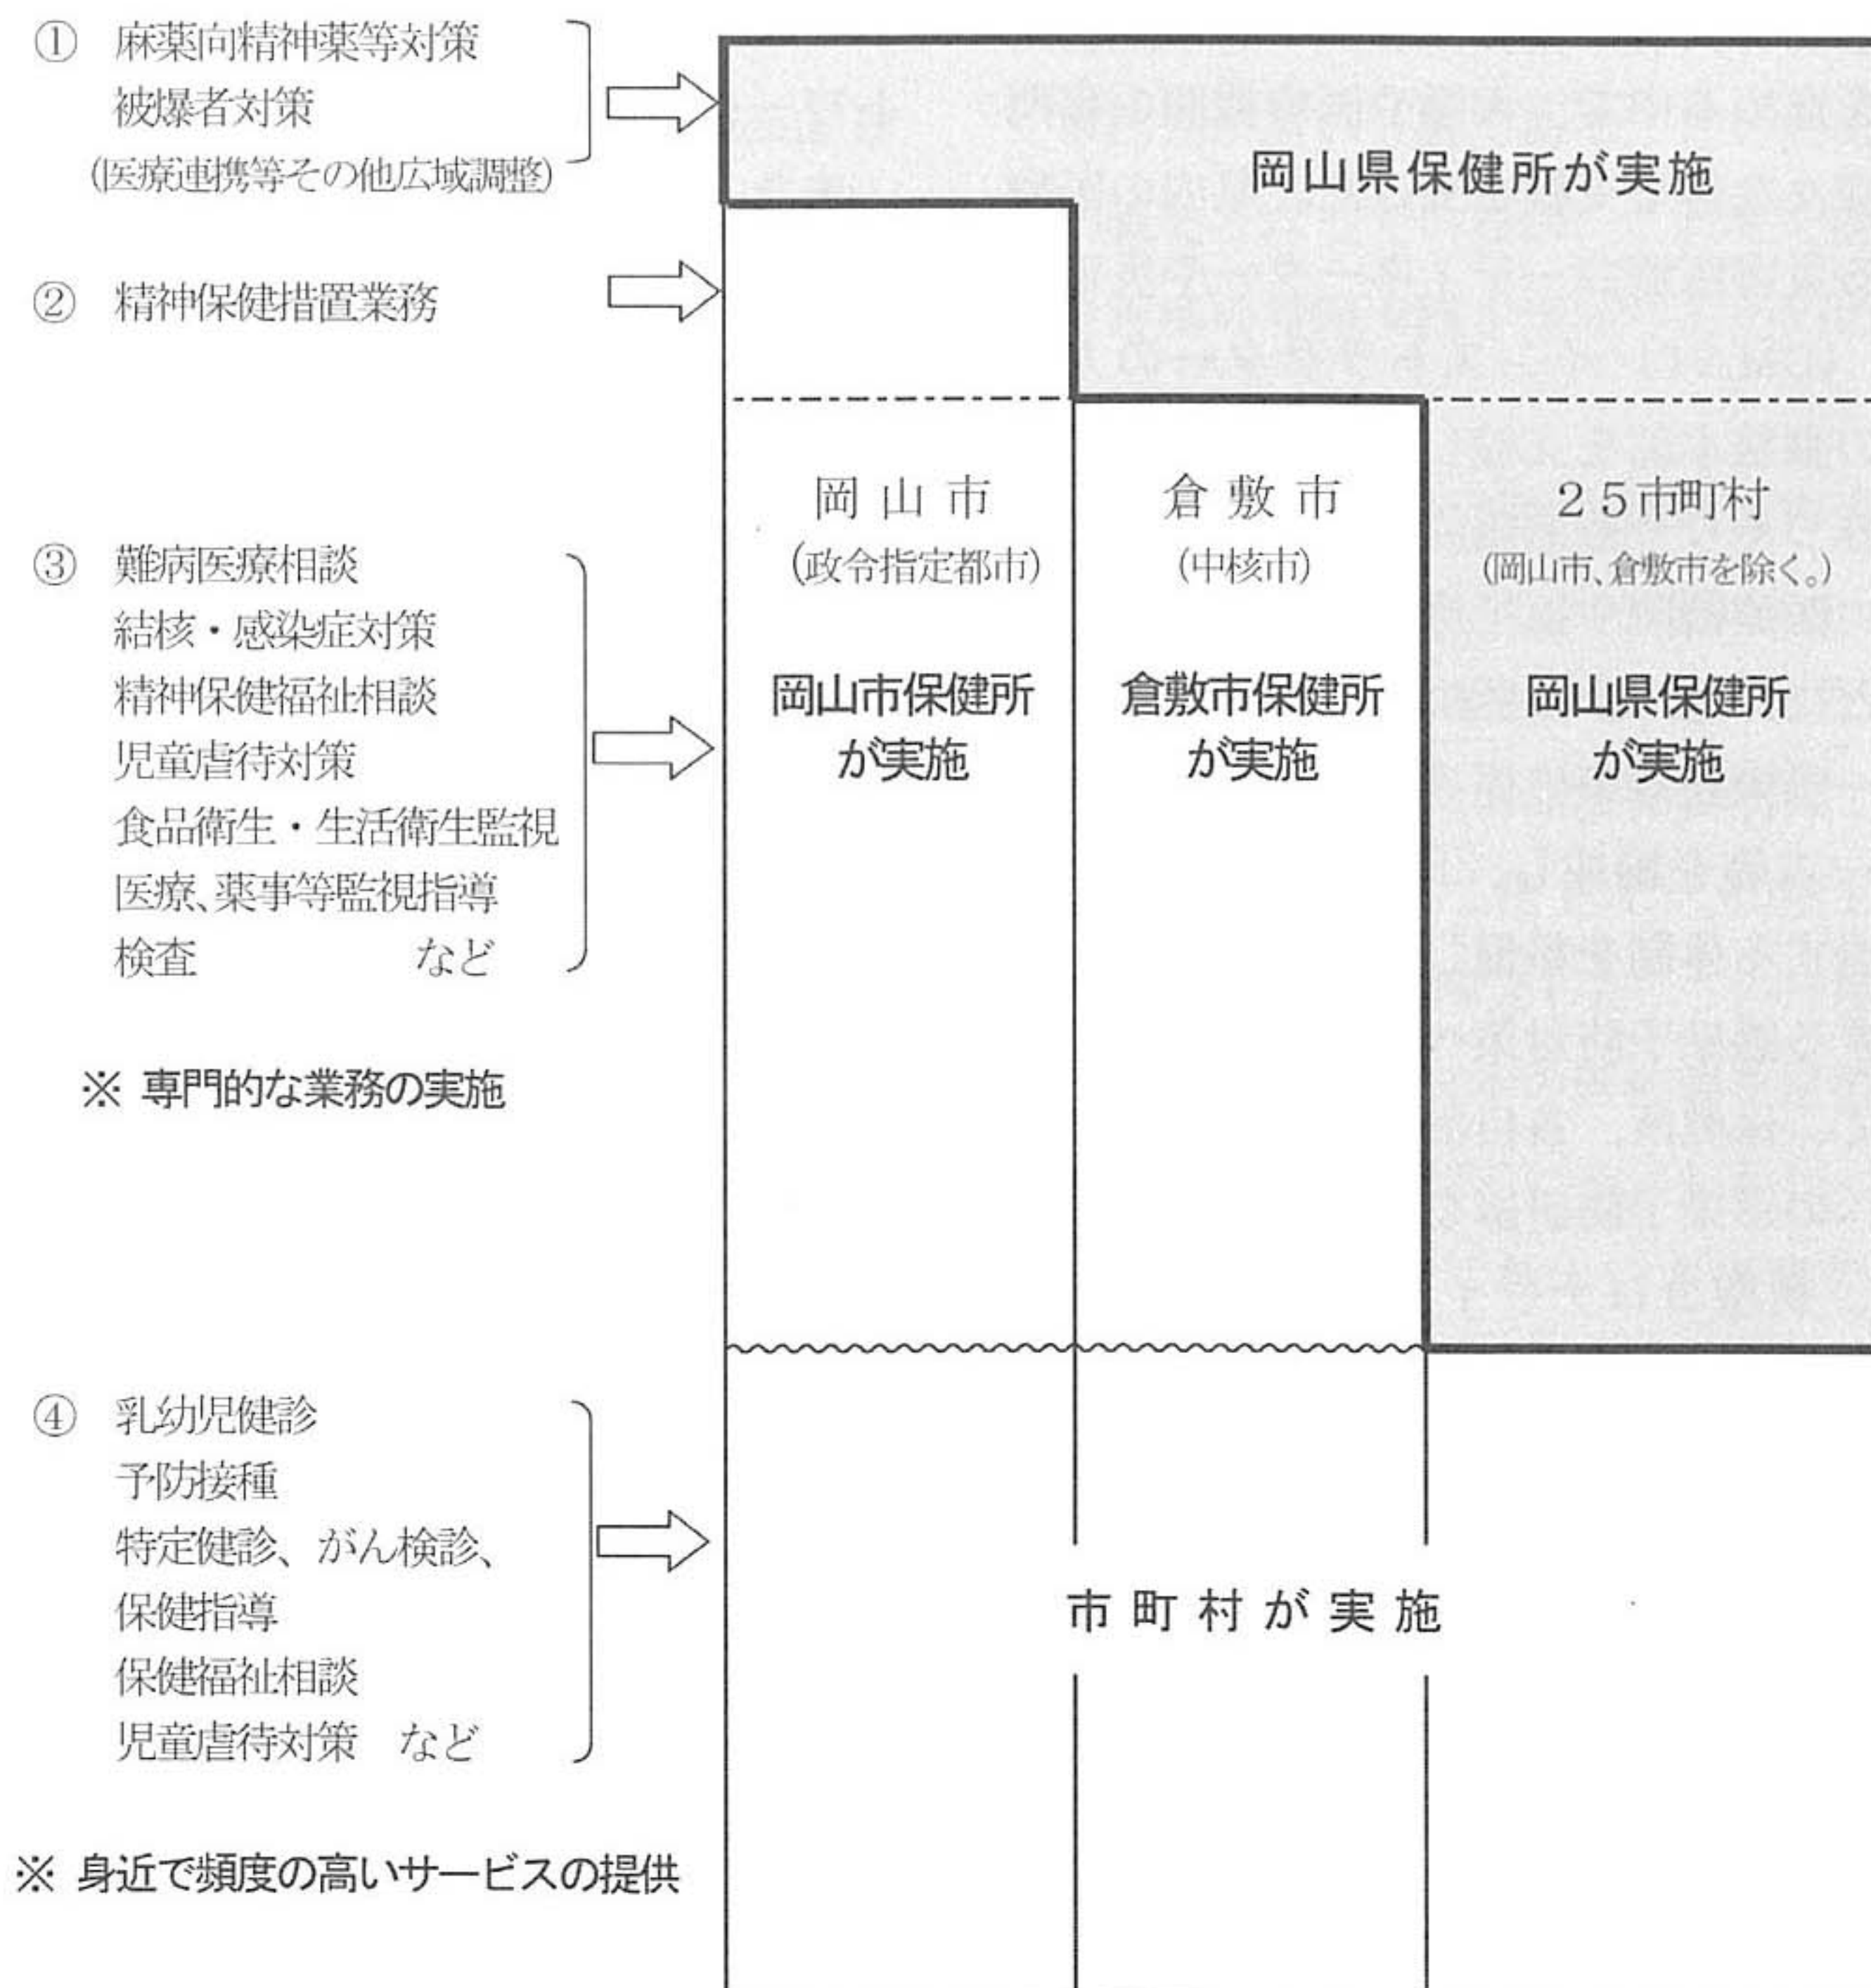 ① 麻薬向精神薬等対策
被爆者対策
(医療連携等その他広域調整)
岡山県保健所が実施
② 精神保健措置業務
岡山市
(政令指定都市)
倉敷市
(中核市)
25市町村
(岡山市、倉敷市を除く。)
③ 難病医療相談
結核・感染症対策
精神保健福祉相談
児童虐待対策
食品衛生・生活衛生監視
医療、薬事等監視指導
検査 など
岡山市保健所
が実施
倉敷市保健所
が実施
岡山県保健所
が実施
※ 専門的な業務の実施
④ 乳幼児健診
予防接種
特定健診、がん検診、
保健指導
保健福祉相談
児童虐待対策 など
市町村が実施
※ 身近で頻度の高いサービスの提供